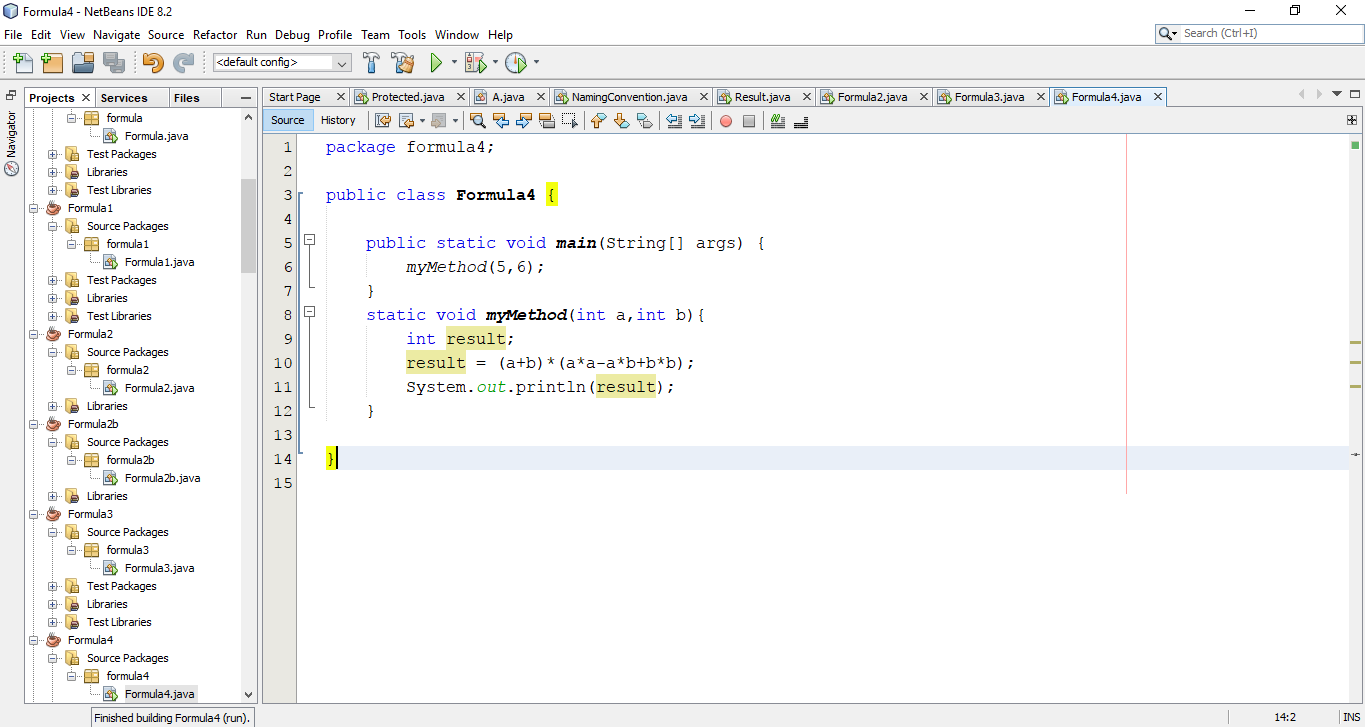 Formula4 - NetBeans IDE 8.2
File Edit View Navigate Source Refactor Run Debug Profile Team Tools Window Help
Search (Ctrl+I)
<default config>
Navigator
Projects Services Files
formula
Formula.java
Test Packages
Libraries
Test Libraries
Formula1
Source Packages
formula1
Formula1.java
Test Packages
Libraries
Test Libraries
Formula2
Source Packages
formula2
Formula2.java
Libraries
Formula2b
Source Packages
formula2b
Formula2b.java
Libraries
Formula3
Source Packages
formula3
Formula3.java
Test Packages
Libraries
Test Libraries
Formula4
Source Packages
formula4
Formula4.java
Start Page Protected.java A.java NamingConvention.java Result.java Formula2.java Formula3.java Formula4.java
Source History
1 package formula4;
2
3 public class Formula4 {
4
5 public static void main(String[] args) {
6 myMethod(5,6);
7 }
8 static void myMethod(int a,int b){
9 int result;
10 result = (a+b)*(a*a-a*b+b*b);
11 System.out.println(result);
12 }
13
14 }
15
Finished building Formula4 (run).
14:2 INS